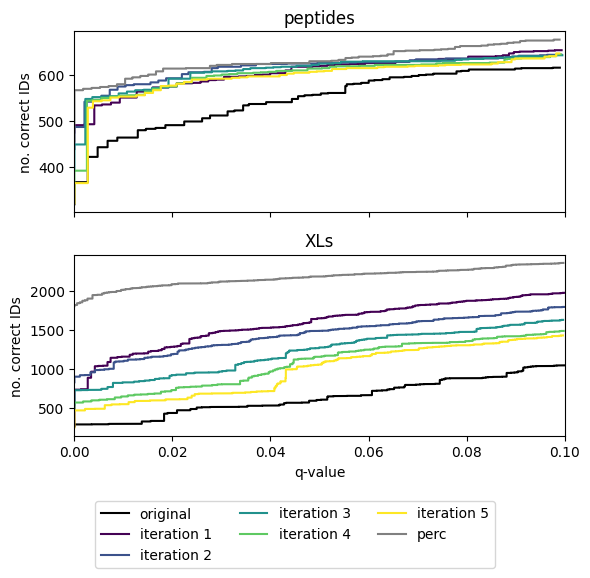 peptides
no. correct IDs
600
500
400
XLs
no. correct IDs
2000
1500
1000
500
0.00 0.02 0.04 0.06 0.08 0.10
q-value
original iteration 3 iteration 5
iteration 1 iteration 4 perc
iteration 2